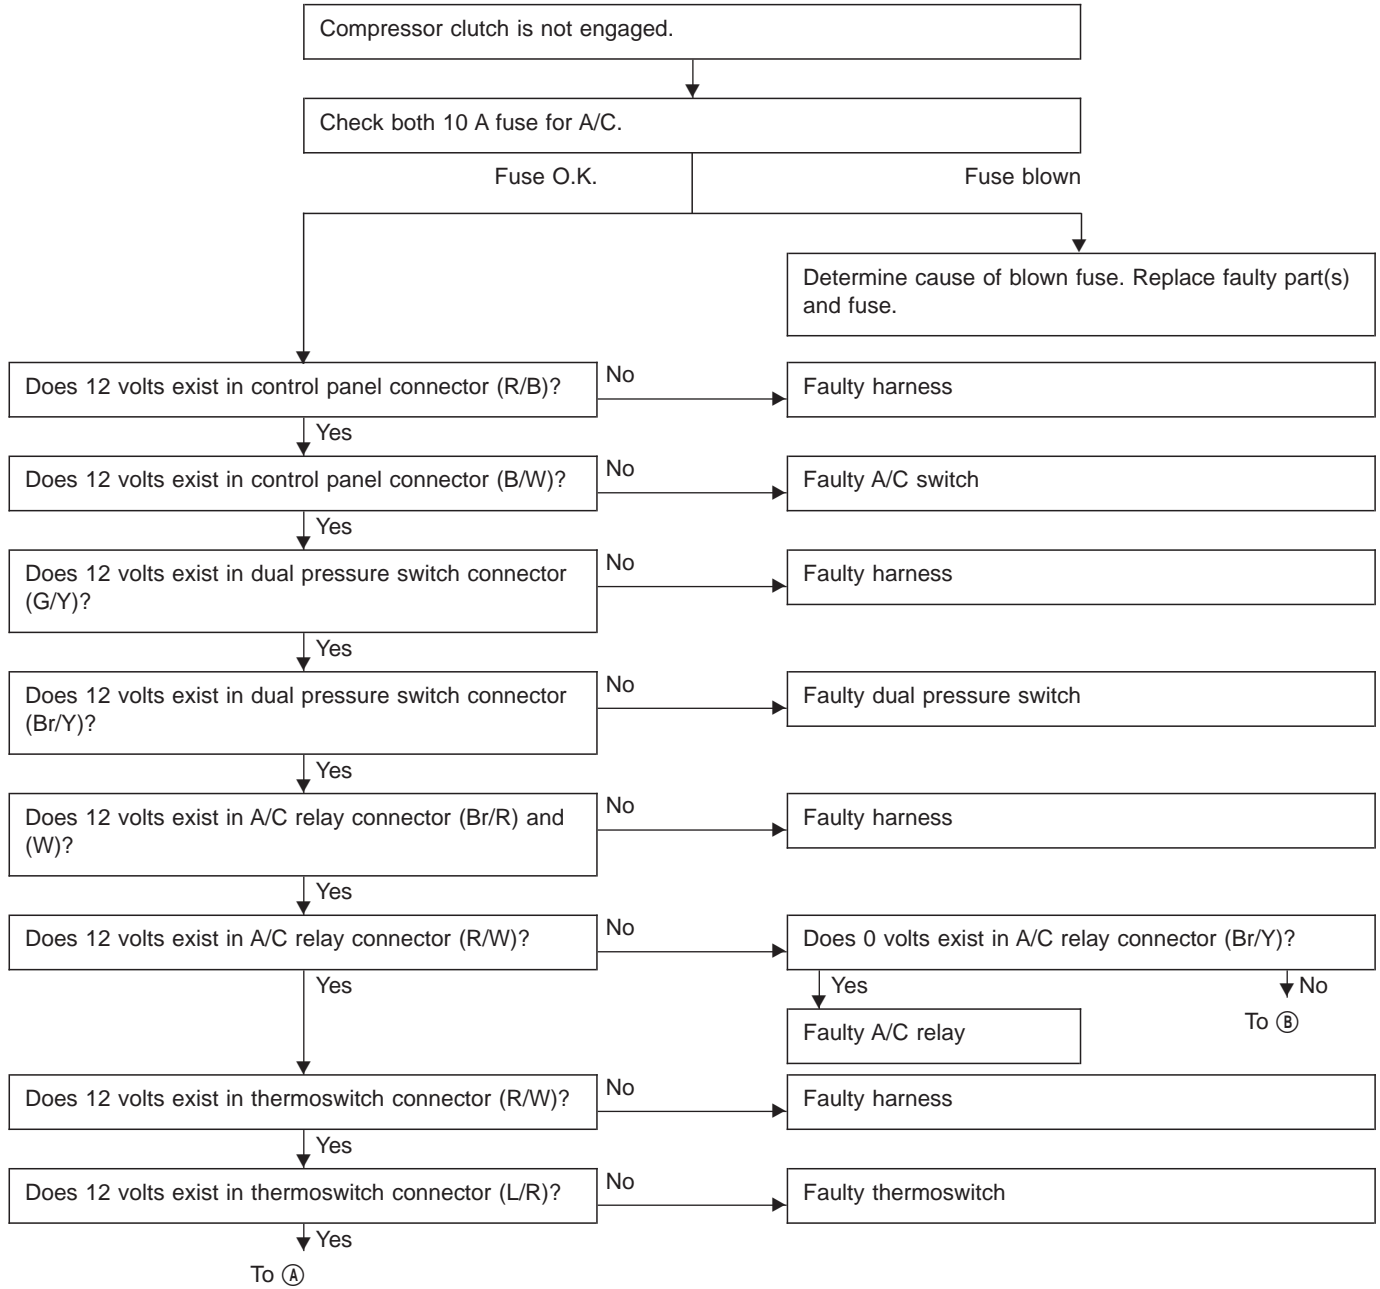 Compressor clutch is not engaged.
Check both 10 A fuse for A/C.
Fuse O.K.
Fuse blown
Determine cause of blown fuse. Replace faulty part(s)
and fuse.
Does 12 volts exist in control panel connector (R/B)?
No
Faulty harness
Yes
Does 12 volts exist in control panel connector (B/W)?
No
Faulty A/C switch
Yes
Does 12 volts exist in dual pressure switch connector
(G/Y)?
No
Faulty harness
Yes
Does 12 volts exist in dual pressure switch connector
(Br/Y)?
No
Faulty dual pressure switch
Yes
Does 12 volts exist in A/C relay connector (Br/R) and
(W)?
No
Faulty harness
Yes
Does 12 volts exist in A/C relay connector (R/W)?
No
Does 0 volts exist in A/C relay connector (Br/Y)?
Yes
Yes
No
Faulty A/C relay
To Ⓑ
Does 12 volts exist in thermoswitch connector (R/W)?
No
Faulty harness
Yes
Does 12 volts exist in thermoswitch connector (L/R)?
No
Faulty thermoswitch
Yes
To Ⓐ